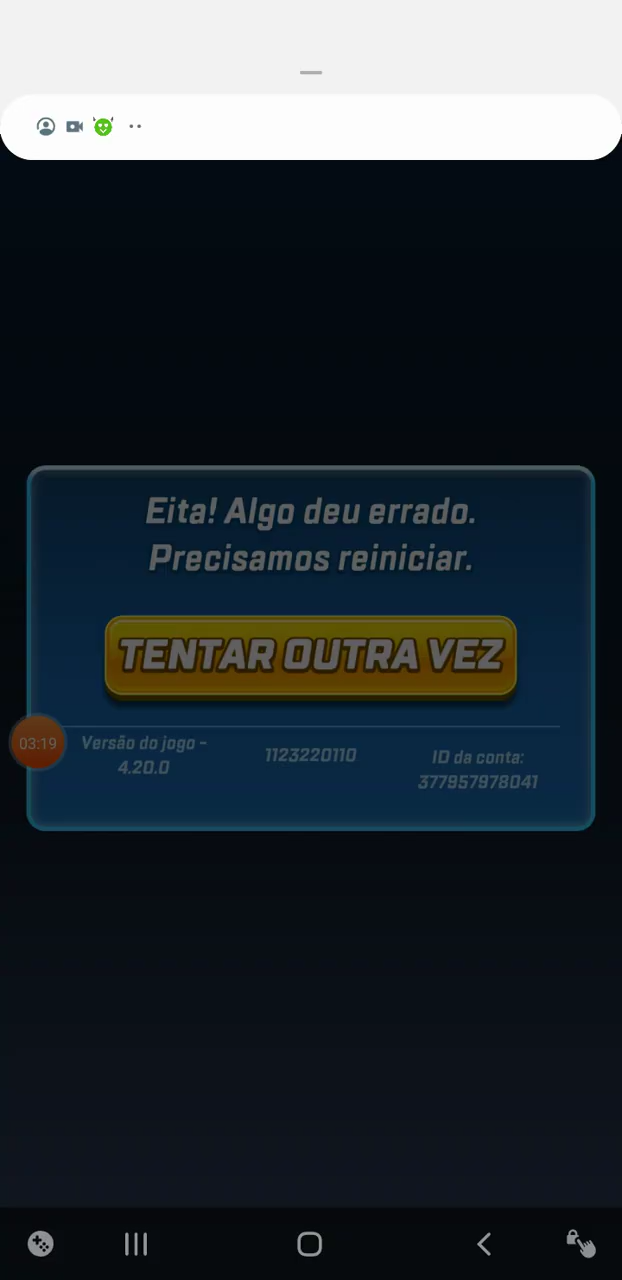 Eita! Algo deu errado.
Precisamos reiniciar.
TENTAR OUTRA VEZ
03:19
Versão do jogo -
4.20.0
1123220110
ID da conta:
377957978041